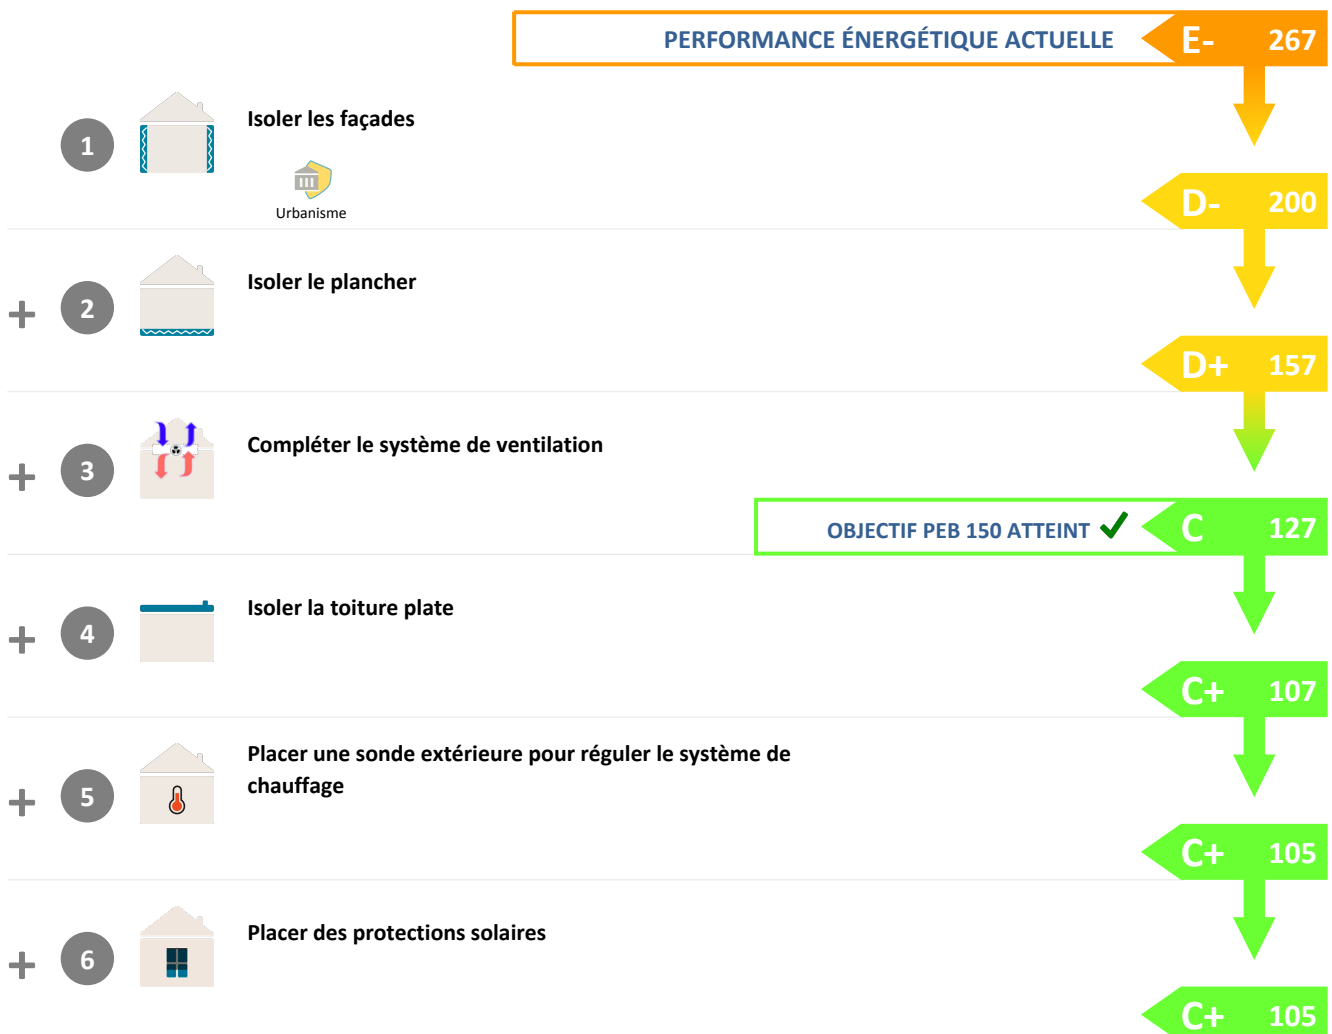 PERFORMANCE ÉNERGÉTIQUE ACTUELLE E- 267
1 Isoler les façades
Urbanisme
D- 200
+ 2 Isoler le plancher
D+ 157
+ 3 Compléter le système de ventilation
OBJECTIF PEB 150 ATTEINT C 127
+ 4 Isoler la toiture plate
C+ 107
+ 5 Placer une sonde extérieure pour réguler le système de
chauffage
C+ 105
+ 6 Placer des protections solaires
C+ 105